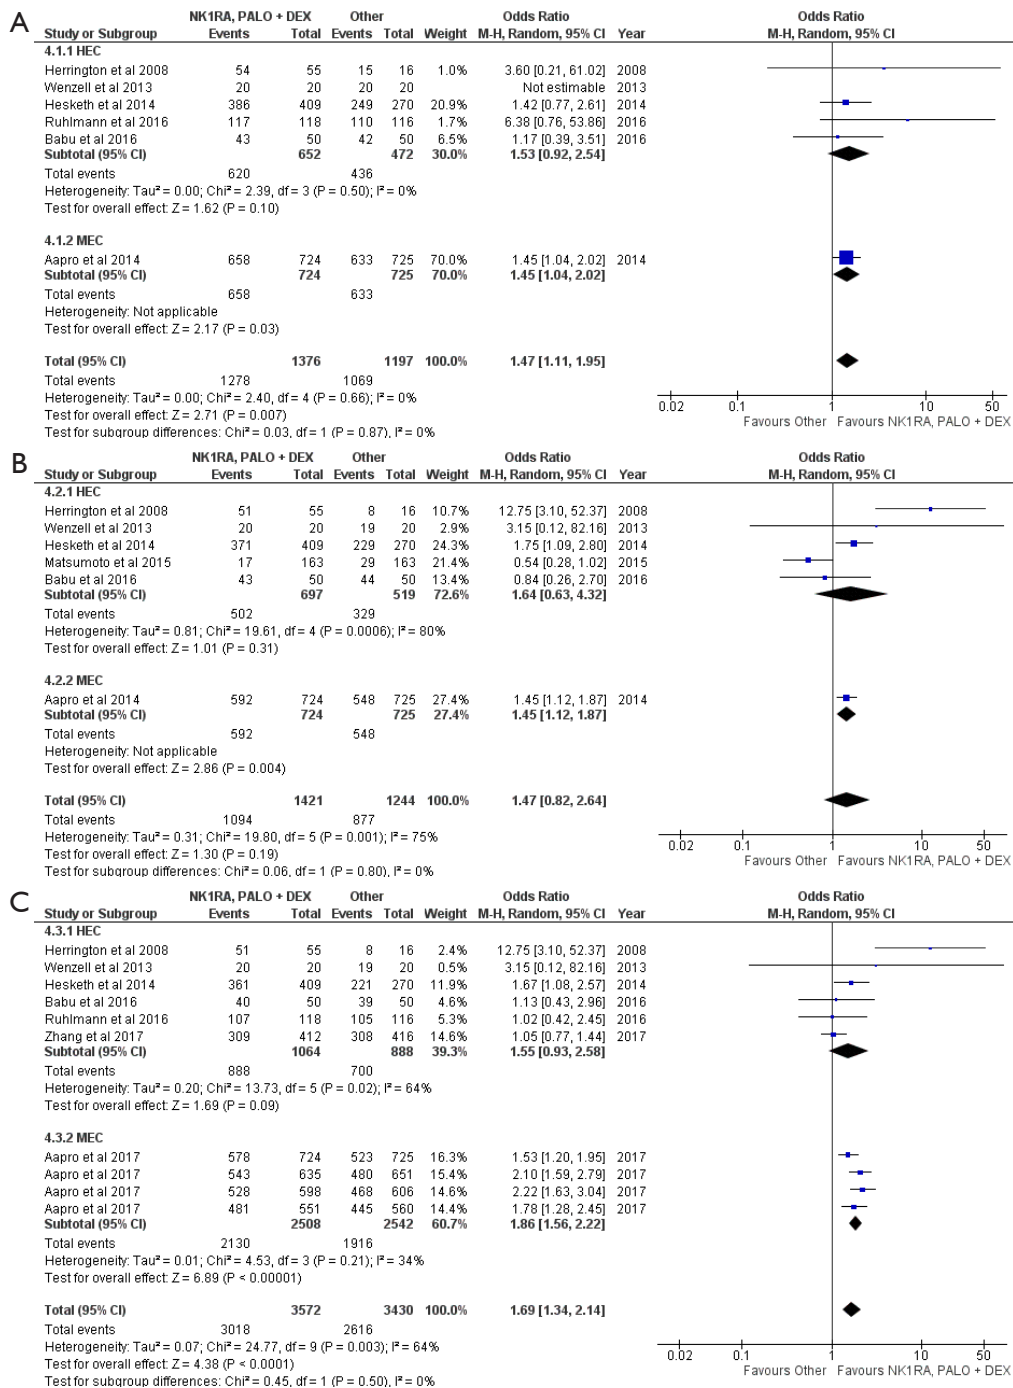 A
NK1RA, PALO + DEX Other Odds Ratio Odds Ratio
Study or Subgroup Events Total Events Total Weight M-H, Random, 95% CI Year M-H, Random, 95% CI
4.1.1 HEC
Herrington et al 2008 54 55 15 16 1.0% 3.60 [0.21, 61.02] 2008
Wenzell et al 2013 20 20 20 20 Not estimable 2013
Hesketh et al 2014 386 409 249 270 20.9% 1.42 [0.77, 2.61] 2014
Ruhlmann et al 2016 117 118 110 116 1.7% 6.38 [0.76, 53.86] 2016
Babu et al 2016 43 50 42 50 6.5% 1.17 [0.39, 3.51] 2016
Subtotal (95% CI) 652 472 30.0% 1.53 [0.92, 2.54]
Total events 620 436
Heterogeneity: Tau² = 0.00; Chi² = 2.39, df = 3 (P = 0.50); I² = 0%
Test for overall effect: Z = 1.62 (P = 0.10)
4.1.2 MEC
Aapro et al 2014 658 724 633 725 70.0% 1.45 [1.04, 2.02] 2014
Subtotal (95% CI) 724 725 70.0% 1.45 [1.04, 2.02]
Total events 658 633
Heterogeneity: Not applicable
Test for overall effect: Z = 2.17 (P = 0.03)
Total (95% CI) 1376 1197 100.0% 1.47 [1.11, 1.95]
Total events 1278 1069
Heterogeneity: Tau² = 0.00; Chi² = 2.40, df = 4 (P = 0.66); I² = 0%
Test for overall effect: Z = 2.71 (P = 0.007)
Test for subgroup differences: Chi² = 0.03, df = 1 (P = 0.87), I² = 0%
0.02 0.1 1 10 50
Favours Other Favours NK1RA, PALO + DEX
B
NK1RA, PALO + DEX Other Odds Ratio Odds Ratio
Study or Subgroup Events Total Events Total Weight M-H, Random, 95% CI Year M-H, Random, 95% CI
4.2.1 HEC
Herrington et al 2008 51 55 8 16 10.7% 12.75 [3.10, 52.37] 2008
Wenzell et al 2013 20 20 19 20 2.9% 3.15 [0.12, 82.16] 2013
Hesketh et al 2014 371 409 229 270 24.3% 1.75 [1.09, 2.80] 2014
Matsumoto et al 2015 17 163 29 163 21.4% 0.54 [0.28, 1.02] 2015
Babu et al 2016 43 50 44 50 13.4% 0.84 [0.26, 2.70] 2016
Subtotal (95% CI) 697 519 72.6% 1.64 [0.63, 4.32]
Total events 502 329
Heterogeneity: Tau² = 0.81; Chi² = 19.61, df = 4 (P = 0.0006); I² = 80%
Test for overall effect: Z = 1.01 (P = 0.31)
4.2.2 MEC
Aapro et al 2014 592 724 548 725 27.4% 1.45 [1.12, 1.87] 2014
Subtotal (95% CI) 724 725 27.4% 1.45 [1.12, 1.87]
Total events 592 548
Heterogeneity: Not applicable
Test for overall effect: Z = 2.86 (P = 0.004)
Total (95% CI) 1421 1244 100.0% 1.47 [0.82, 2.64]
Total events 1094 877
Heterogeneity: Tau² = 0.31; Chi² = 19.80, df = 5 (P = 0.001); I² = 75%
Test for overall effect: Z = 1.30 (P = 0.19)
Test for subgroup differences: Chi² = 0.06, df = 1 (P = 0.80), I² = 0%
0.02 0.1 1 10 50
Favours Other Favours NK1RA, PALO + DEX
C
NK1RA, PALO + DEX Other Odds Ratio Odds Ratio
Study or Subgroup Events Total Events Total Weight M-H, Random, 95% CI Year M-H, Random, 95% CI
4.3.1 HEC
Herrington et al 2008 51 55 8 16 2.4% 12.75 [3.10, 52.37] 2008
Wenzell et al 2013 20 20 19 20 0.5% 3.15 [0.12, 82.16] 2013
Hesketh et al 2014 361 409 221 270 11.9% 1.67 [1.08, 2.57] 2014
Babu et al 2016 40 50 39 50 4.6% 1.13 [0.43, 2.96] 2016
Ruhlmann et al 2016 107 118 105 116 5.3% 1.02 [0.42, 2.45] 2016
Zhang et al 2017 309 412 308 416 14.6% 1.05 [0.77, 1.44] 2017
Subtotal (95% CI) 1064 888 39.3% 1.55 [0.93, 2.58]
Total events 888 700
Heterogeneity: Tau² = 0.20; Chi² = 13.73, df = 5 (P = 0.02); I² = 64%
Test for overall effect: Z = 1.69 (P = 0.09)
4.3.2 MEC
Aapro et al 2017 578 724 523 725 16.3% 1.53 [1.20, 1.95] 2017
Aapro et al 2017 543 635 480 651 15.4% 2.10 [1.59, 2.79] 2017
Aapro et al 2017 528 598 468 606 14.6% 2.22 [1.63, 3.04] 2017
Aapro et al 2017 481 551 445 560 14.4% 1.78 [1.28, 2.45] 2017
Subtotal (95% CI) 2508 2542 60.7% 1.86 [1.56, 2.22]
Total events 2130 1916
Heterogeneity: Tau² = 0.01; Chi² = 4.53, df = 3 (P = 0.21); I² = 34%
Test for overall effect: Z = 6.89 (P < 0.00001)
Total (95% CI) 3572 3430 100.0% 1.69 [1.34, 2.14]
Total events 3018 2616
Heterogeneity: Tau² = 0.07; Chi² = 24.77, df = 9 (P = 0.003); I² = 64%
Test for overall effect: Z = 4.38 (P < 0.0001)
Test for subgroup differences: Chi² = 0.45, df = 1 (P = 0.50), I² = 0%
0.02 0.1 1 10 50
Favours Other Favours NK1RA, PALO + DEX